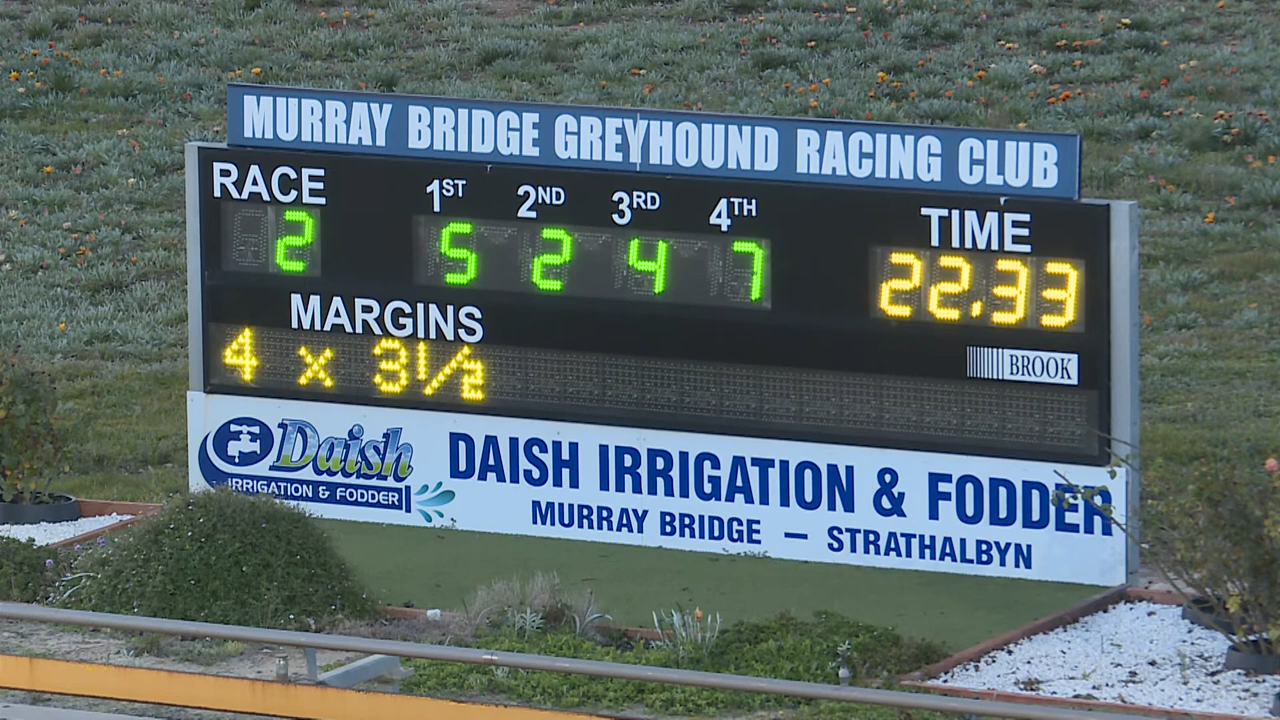 MURRAY BRIDGE GREYHOUND RACING CLUB
RACE 1ST 2ND 3RD 4TH TIME
2 5 2 4 7 22.33
MARGINS
4 x 3½
BROOK
Daish
IRRIGATION & FODDER
DAISH IRRIGATION & FODDER
MURRAY BRIDGE – STRATHALBYN